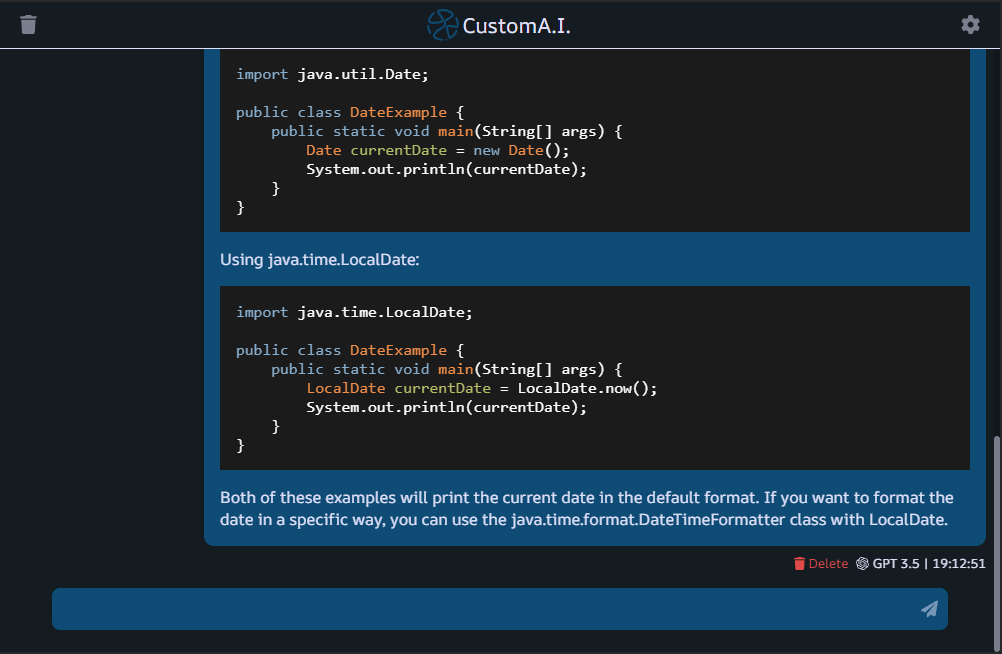 CustomA.I.
import java.util.Date;
public class DateExample {
    public static void main(String[] args) {
        Date currentDate = new Date();
        System.out.println(currentDate);
    }
}
Using java.time.LocalDate:
import java.time.LocalDate;
public class DateExample {
    public static void main(String[] args) {
        LocalDate currentDate = LocalDate.now();
        System.out.println(currentDate);
    }
}
Both of these examples will print the current date in the default format. If you want to format the
date in a specific way, you can use the java.time.format.DateTimeFormatter class with LocalDate.
Delete GPT 3.5 | 19:12:51